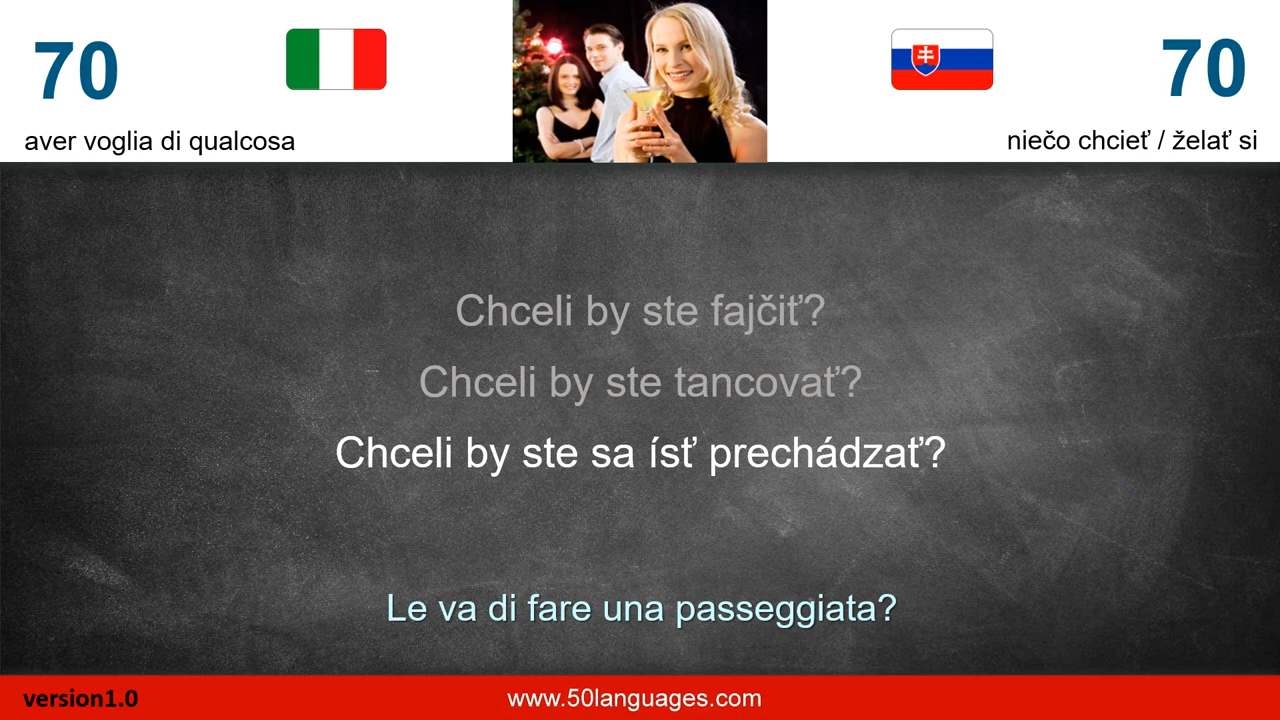 70
70
aver voglia di qualcosa
niečo chcieť / želať si
Chceli by ste fajčiť?
Chceli by ste tancovať?
Chceli by ste sa ísť prechádzať?
Le va di fare una passeggiata?
version1.0
www.50languages.com